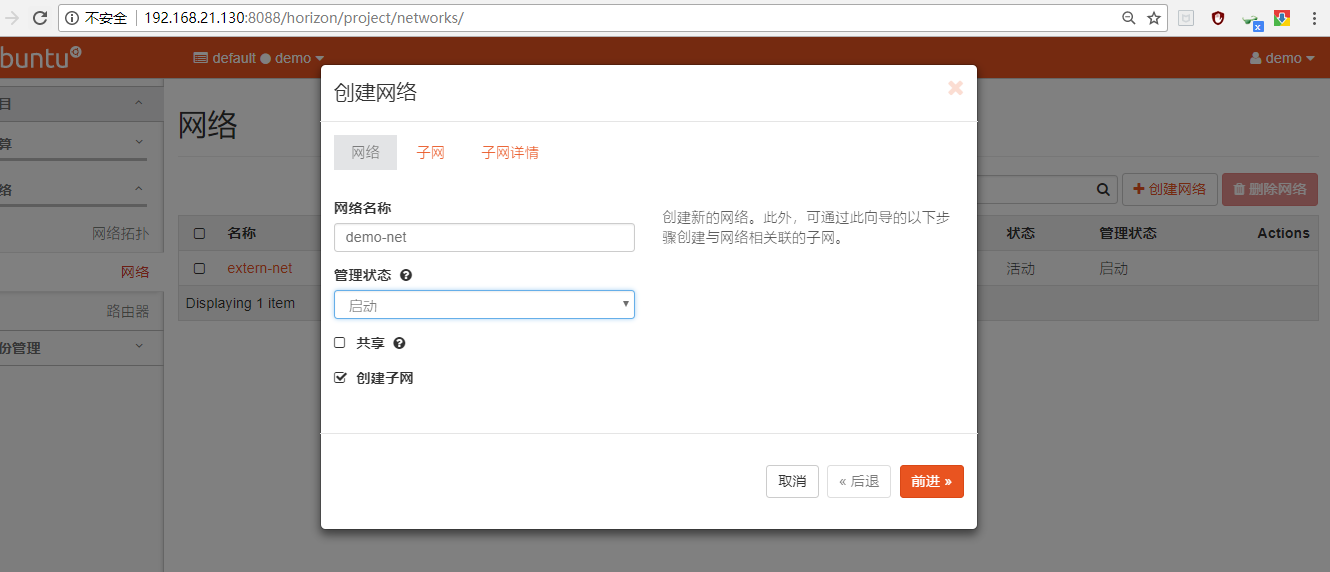 不安全 192.168.21.130:8088/horizon/project/networks/
buntu
default demo
demo
目
算
络
网络拓扑
网络
路由器
份管理
网络
创建网络
删除网络
名称
状态
管理状态
Actions
extern-net
活动
启动
Displaying 1 item
创建网络
网络
子网
子网详情
网络名称
demo-net
管理状态
启动
共享
创建子网
创建新的网络。此外，可通过此向导的以下步
骤创建与网络相关联的子网。
取消
« 后退
前进 »